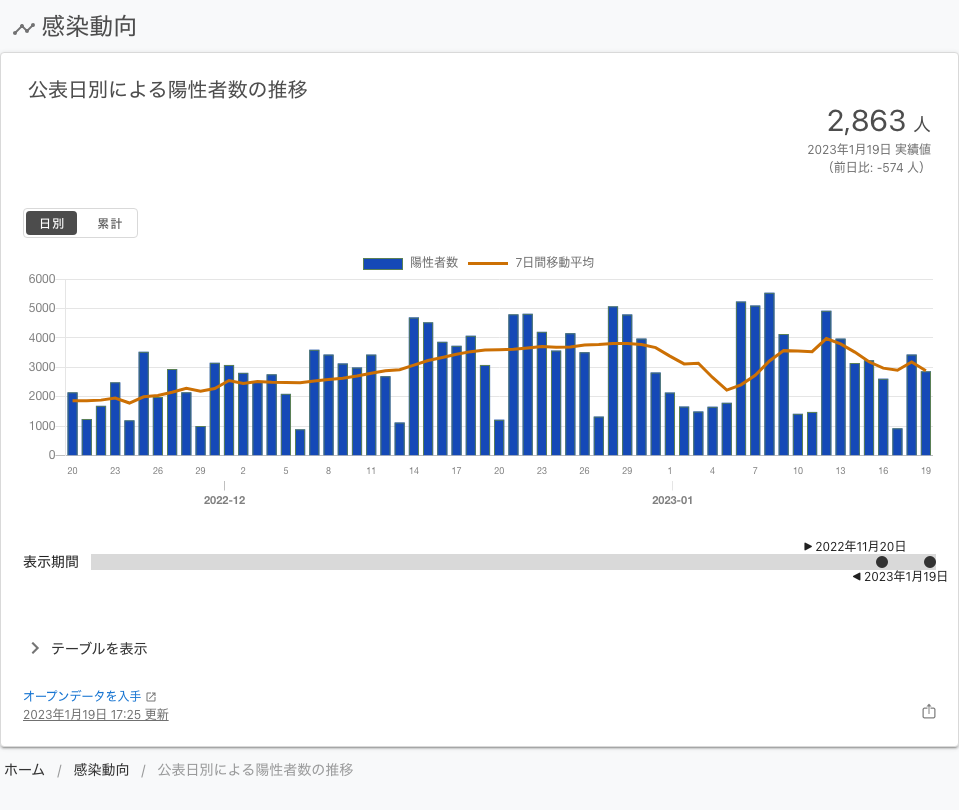 感染動向
公表日別による陽性者数の推移
2,863 人
2023年1月19日 実績値
（前日比: -574 人）
日別 累計
陽性者数 7日間移動平均
6000
5000
4000
3000
2000
1000
0
20 23 26 29 2 5 8 11 14 17 20 23 26 29 1 4 7 10 13 16 19
2022-12 2023-01
2022年11月20日
表示期間
2023年1月19日
テーブルを表示
オープンデータを入手
2023年1月19日 17:25 更新
ホーム / 感染動向 / 公表日別による陽性者数の推移